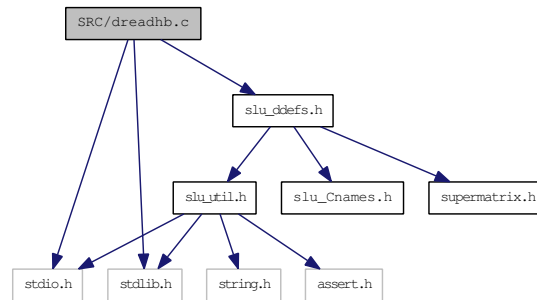 SRC/dreadhb.c
slu_ddefs.h
slu_util.h
slu_Cnames.h
supermatrix.h
stdio.h
stdlib.h
string.h
assert.h